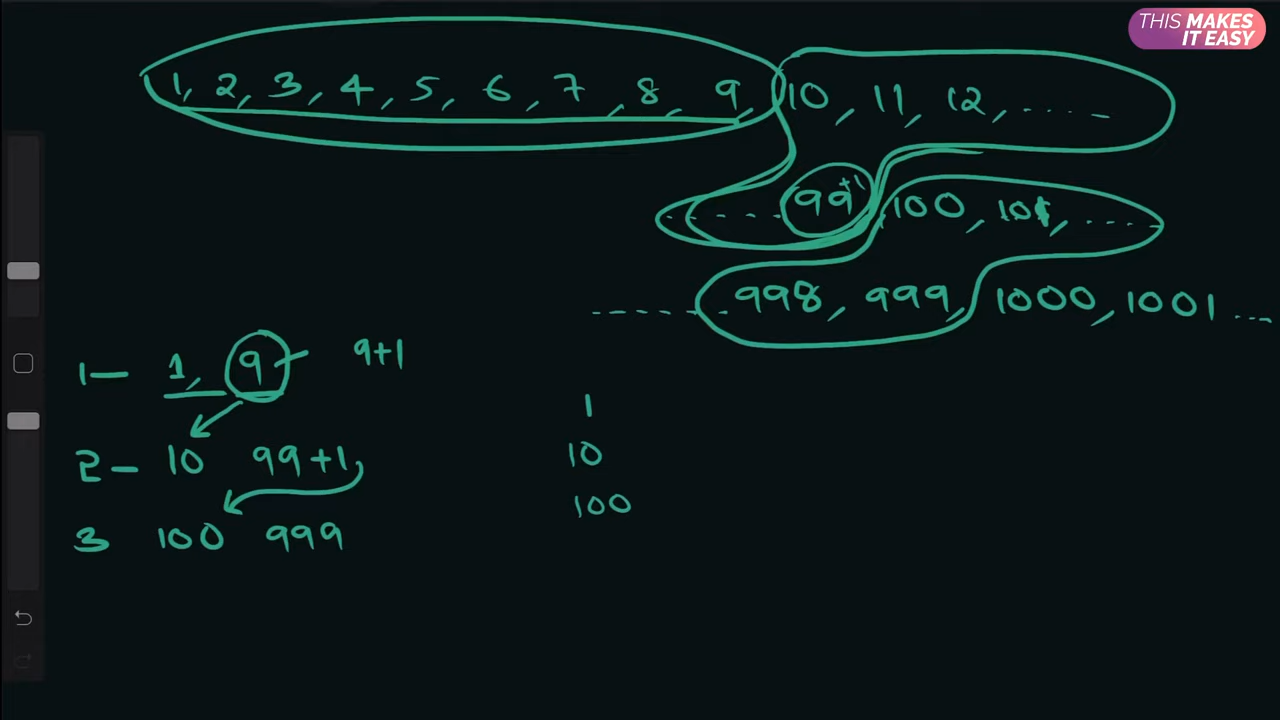 THIS MAKES
IT EASY
1, 2, 3, 4, 5, 6, 7, 8, 9, 10, 11, 12, .....
..... 99+1, 100, 101, ....
...... 998, 999, 1000, 1001 ...
1— 1, 9 9+1
1
2— 10 99+1,
10
100
3 100 999